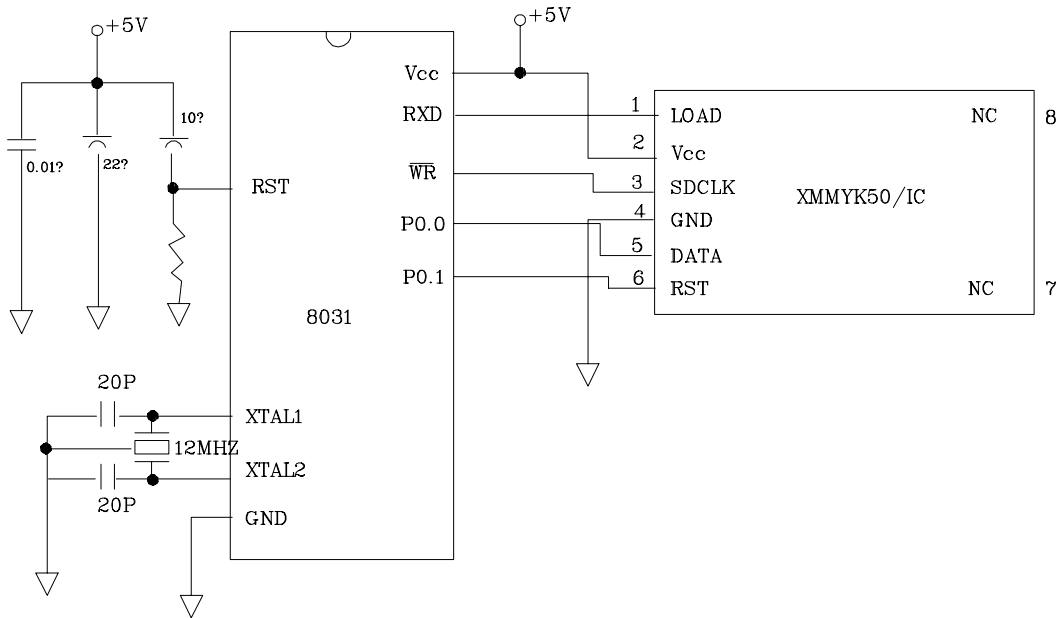 +5V
+5V
Vcc
10?
RXD
1
LOAD
NC
8
2
Vcc
0.01?
22?
WR
RST
3
SDCLK
XMMYK50/IC
4
GND
P0.0
5
DATA
P0.1
6
RST
NC
7
8031
20P
XTAL1
12MHZ
XTAL2
20P
GND